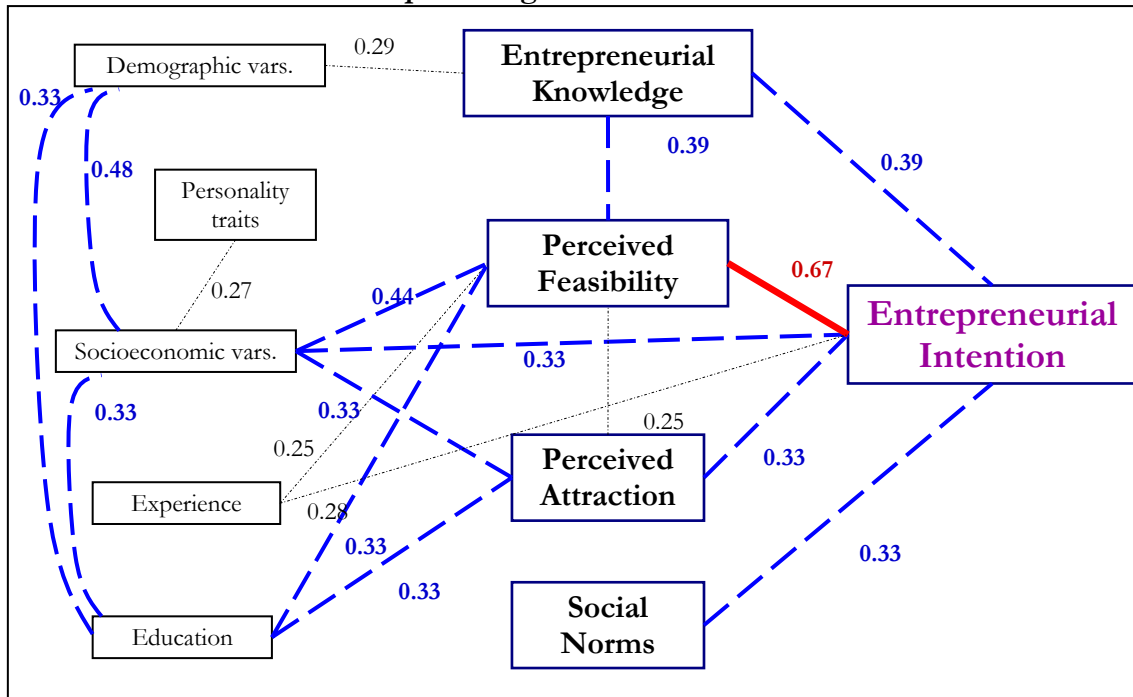 0.29
Demographic vars.
Entrepreneurial
Knowledge
0.33
0.39
0.39
0.48
Personality
traits
Perceived
Feasibility
0.67
0.27
0.44
Entrepreneurial
Intention
Socioeconomic vars.
0.33
0.33
0.33
0.25
0.25
Perceived
Attraction
0.33
Experience
0.28
0.33
0.33
0.33
Social
Norms
Education